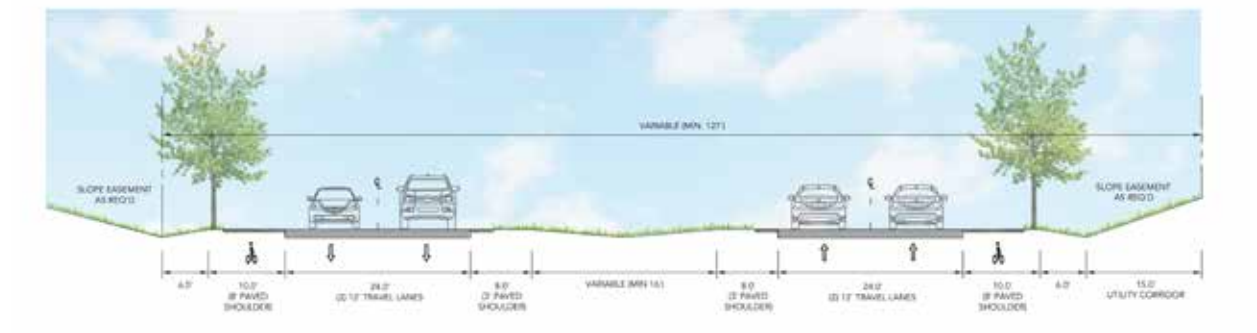 VARIABLE (MIN. 127')
SLOPE EASEMENT
AS REQ'D
℄
℄
SLOPE EASEMENT
AS REQ'D
6.0'
10.0'
(8' PAVED
SHOULDER)
24.0'
(2) 12' TRAVEL LANES
8.0'
(3' PAVED
SHOULDER)
VARIABLE (MIN 16')
8.0'
(3' PAVED
SHOULDER)
24.0'
(2) 12' TRAVEL LANES
10.0'
(8' PAVED
SHOULDER)
6.0'
15.0'
UTILITY CORRIDOR